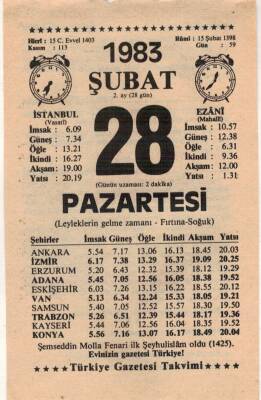 Hicrî : 15 C. Evvel 1403
Kasım : 113
Rûmî : 15 Şubat 1398
Gün : 59
1983
ŞUBAT
2. ay (28 gün)
İSTANBUL
(Vasatî)
İmsak : 6.09
Güneş : 7.34
Öğle : 13.21
İkindi : 16.27
Akşam : 19.00
Yatsı : 20.19
28
EZÂNÎ
(Mahallî)
İmsak : 10.57
Güneş : 12.38
Öğle : 6.31
İkindi : 9.36
Akşam : 12.00
Yatsı : 1.31
(Günün uzaması: 2 dakika)
PAZARTESİ
(Leyleklerin gelme zamanı - Fırtına-Soğuk)
Şehirler İmsak Güneş Öğle İkindi Akşam Yatsı
ANKARA 5.54 7.17 13.06 16.13 18.45 20.03
İZMİR 6.17 7.38 13.29 16.37 19.09 20.25
ERZURUM 5.20 6.43 12.32 15.39 18.12 19.29
ADANA 5.45 7.05 12.56 16.05 18.38 19.52
ESKİŞEHİR 6.03 7.26 13.15 16.22 18.55 20.12
VAN 5.13 6.34 12.24 15.33 18.05 19.21
SAMSUN 5.40 7.05 12.52 15.57 18.30 19.50
TRABZON 5.26 6.51 12.39 15.44 18.17 19.36
KAYSERİ 5.44 7.06 12.56 16.04 18.35 19.52
KONYA 5.56 7.16 13.07 16.17 18.49 20.04
Şemseddin Molla Fenari ilk Şeyhulislâm oldu (1425).
Evinizin gazetesi Türkiye!
★★ Türkiye Gazetesi Takvimi ★★